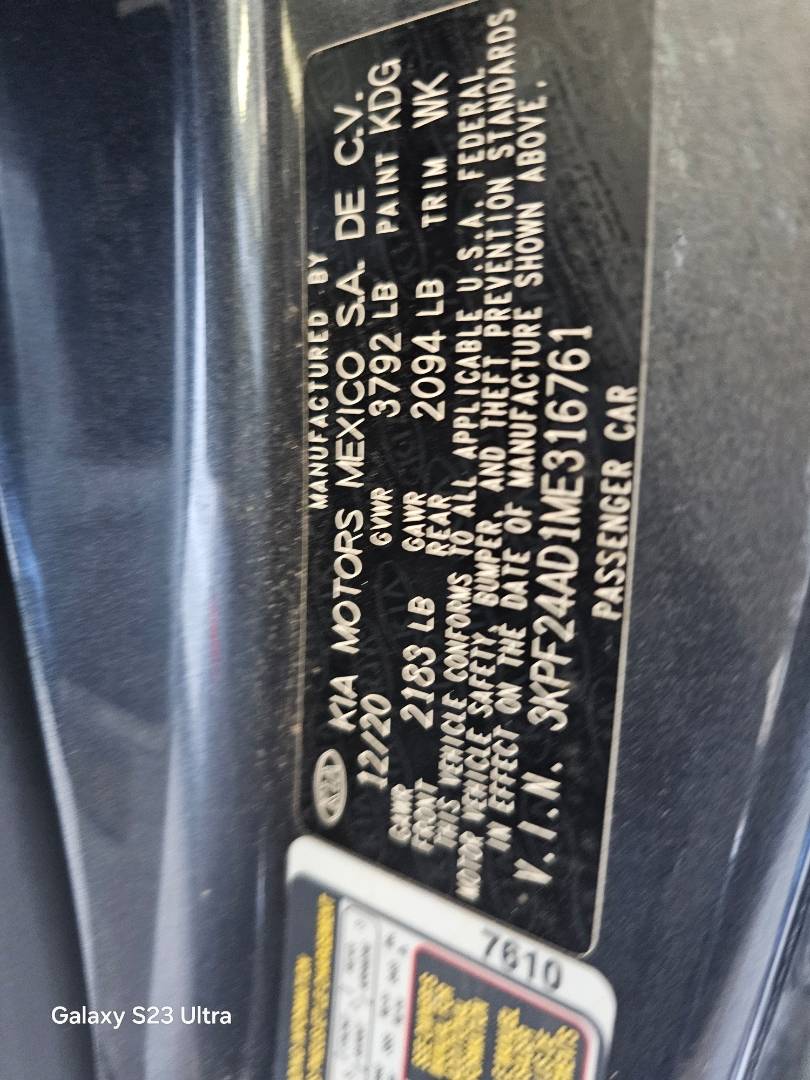 MANUFACTURED BY
KIA KIA MOTORS MEXICO S.A. DE C.V.
12/20 GVWR 3792 LB PAINT KDG
GAWR FRONT 2183 LB GAWR REAR 2094 LB TRIM WK
THIS VEHICLE CONFORMS TO ALL APPLICABLE U.S.A. FEDERAL
MOTOR VEHICLE SAFETY, BUMPER, AND THEFT PREVENTION STANDARDS
IN EFFECT ON THE DATE OF MANUFACTURE SHOWN ABOVE.
V.I.N. 3KPF24AD1ME316761
PASSENGER CAR
7610
Galaxy S23 Ultra